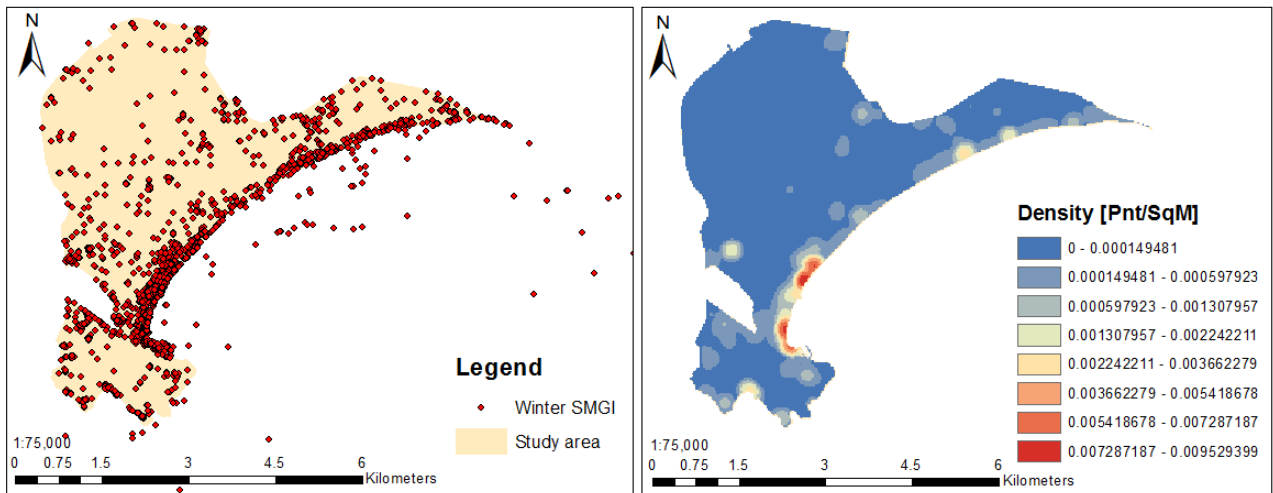 N
Legend
Winter SMGI
Study area
1:75,000
0 0.75 1.5 3 4.5 6
Kilometers
N
Density [Pnt/SqM]
0 - 0.000149481
0.000149481 - 0.000597923
0.000597923 - 0.001307957
0.001307957 - 0.002242211
0.002242211 - 0.003662279
0.003662279 - 0.005418678
0.005418678 - 0.007287187
0.007287187 - 0.009529399
1:75,000
0 0.75 1.5 3 4.5 6
Kilometers